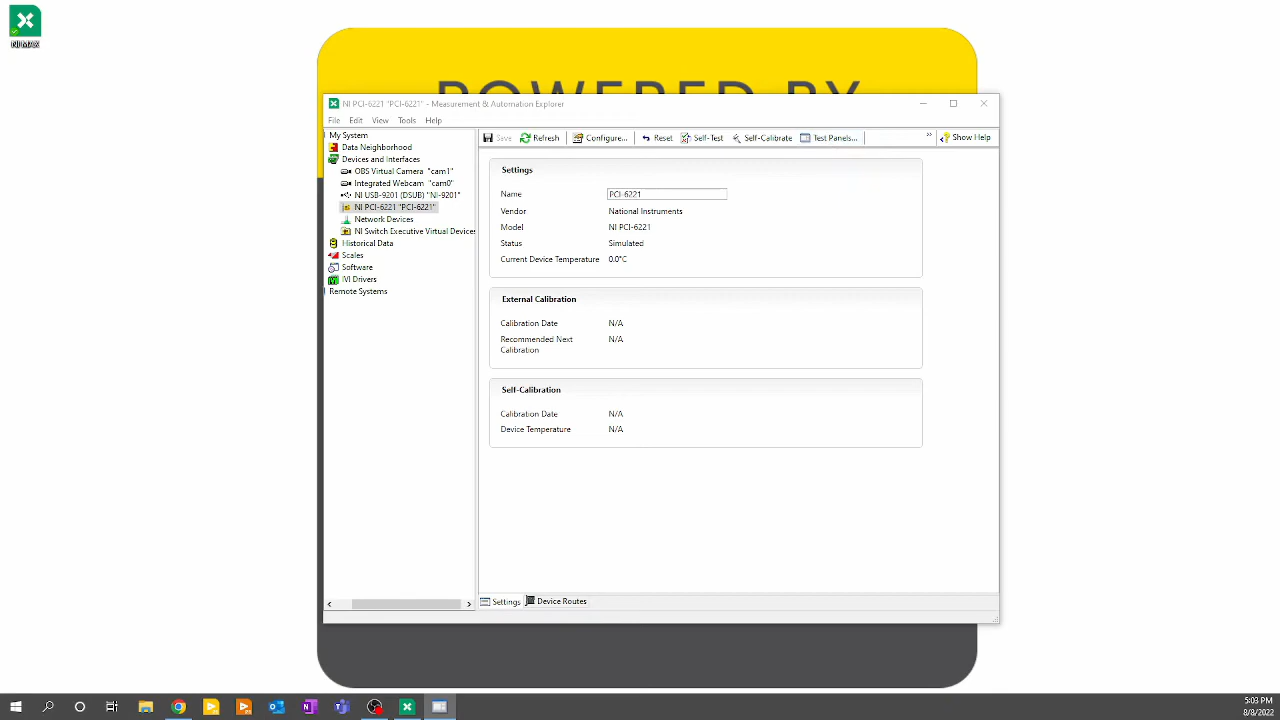 NI MAX
POWERED BY
NI PCI-6221 "PCI-6221" - Measurement & Automation Explorer
File Edit View Tools Help
My System
Data Neighborhood
Devices and Interfaces
OBS Virtual Camera "cam1"
Integrated Webcam "cam0"
NI USB-9201 (DSUB) "NI-9201"
NI PCI-6221 "PCI-6221"
Network Devices
NI Switch Executive Virtual Devices
Historical Data
Scales
Software
IVI Drivers
Remote Systems
Save Refresh Configure... Reset Self-Test Self-Calibrate Test Panels... » Show Help
Settings
Name PCI-6221
Vendor National Instruments
Model NI PCI-6221
Status Simulated
Current Device Temperature 0.0°C
External Calibration
Calibration Date N/A
Recommended Next N/A
Calibration
Self-Calibration
Calibration Date N/A
Device Temperature N/A
Settings Device Routes
5:03 PM
8/8/2022